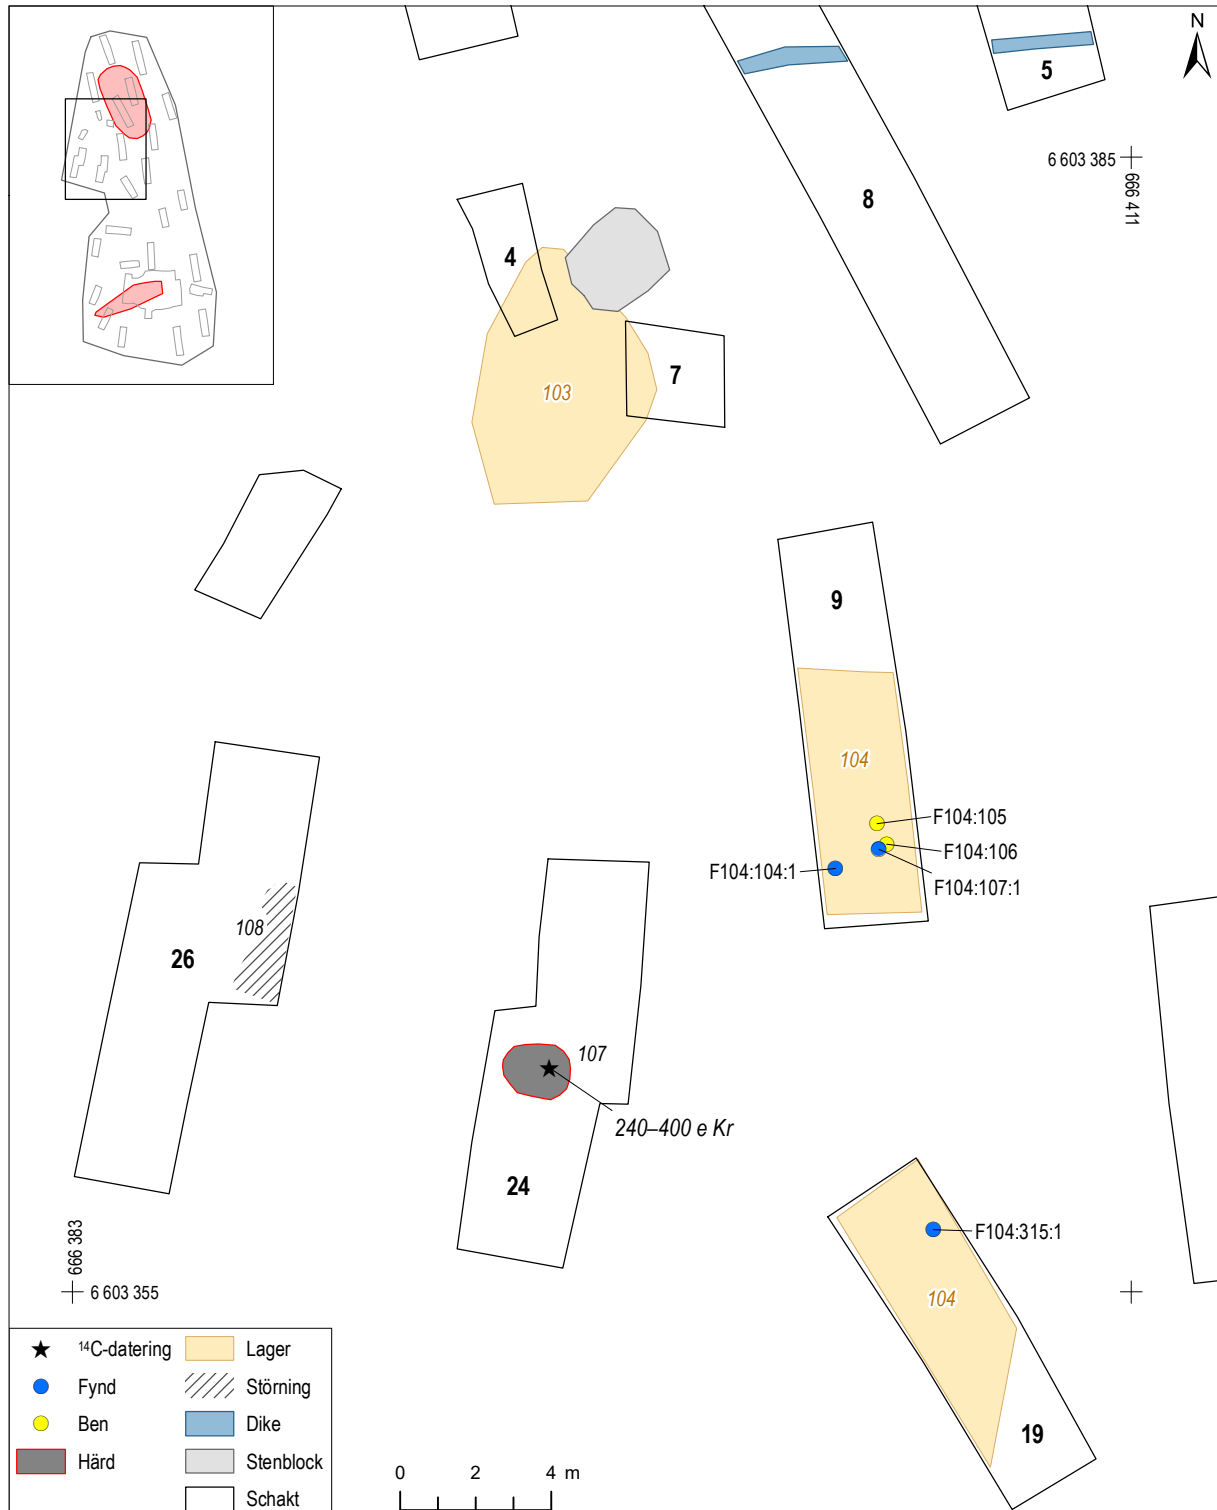 N
5
6 603 385
666 411
8
4
7
103
9
104
F104:105
F104:106
F104:104:1
F104:107:1
108
26
107
240–400 e Kr
24
666 383
6 603 355
F104:315:1
104
19
¹⁴C-datering
Lager
Fynd
Störning
Ben
Dike
Härd
Stenblock
Schakt
0 2 4 m